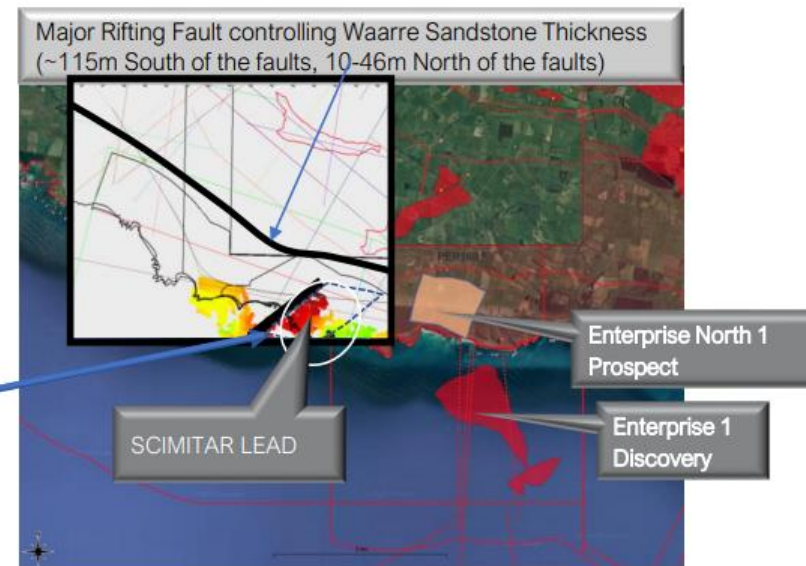 Major Rifting Fault controlling Waarre Sandstone Thickness
(~115m South of the faults, 10-46m North of the faults)
Enterprise North 1
Prospect
SCIMITAR LEAD
Enterprise 1
Discovery